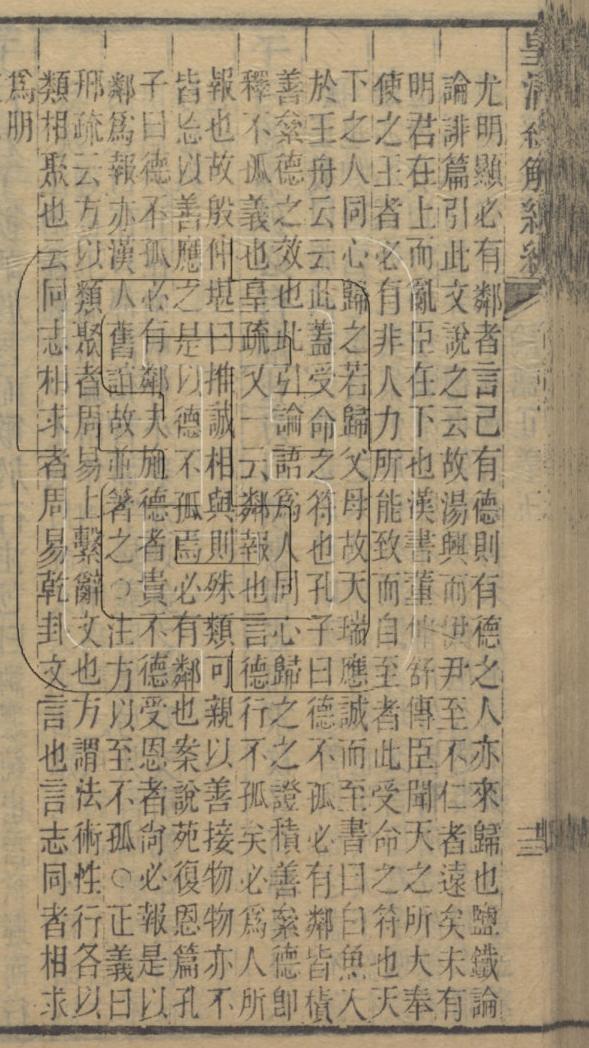 皇清經解續編
尤明顯必有鄰者言己有德則有德之人亦來歸也鹽鐵論
論誹篇引此文說之云故湯興而伊尹至不仁者遠矣未有
明君在上而亂臣在下也漢書董仲舒傳臣聞天之所大奉
使之王者必有非人力所能致而自至者此受命之符也天
下之人同心歸之若歸父母故天瑞應誠而至書曰白魚入
於王舟云云此蓋受命之符也孔子曰德不孤必有鄰皆積
善絫德之效也此引論語爲人同心歸之之證積善絫德卽
釋不孤義也皇疏又一云鄰報也言德行不孤矣必爲人所
報也故殷仲堪曰推誠相與則殊類可親以善接物物亦不
皆忘以善應之是以德不孤焉必有鄰也案說苑復恩篇孔
子曰德不孤必有鄰夫施德者貴不德受恩者尙必報是以
鄰爲報亦漢人舊誼故並箸之○注方以至不孤○正義曰
邢疏云方以類聚者周易上繫辭文也方謂法術性行各以
類相聚也云同志相求者周易乾卦文言也言志同者相求
爲朋